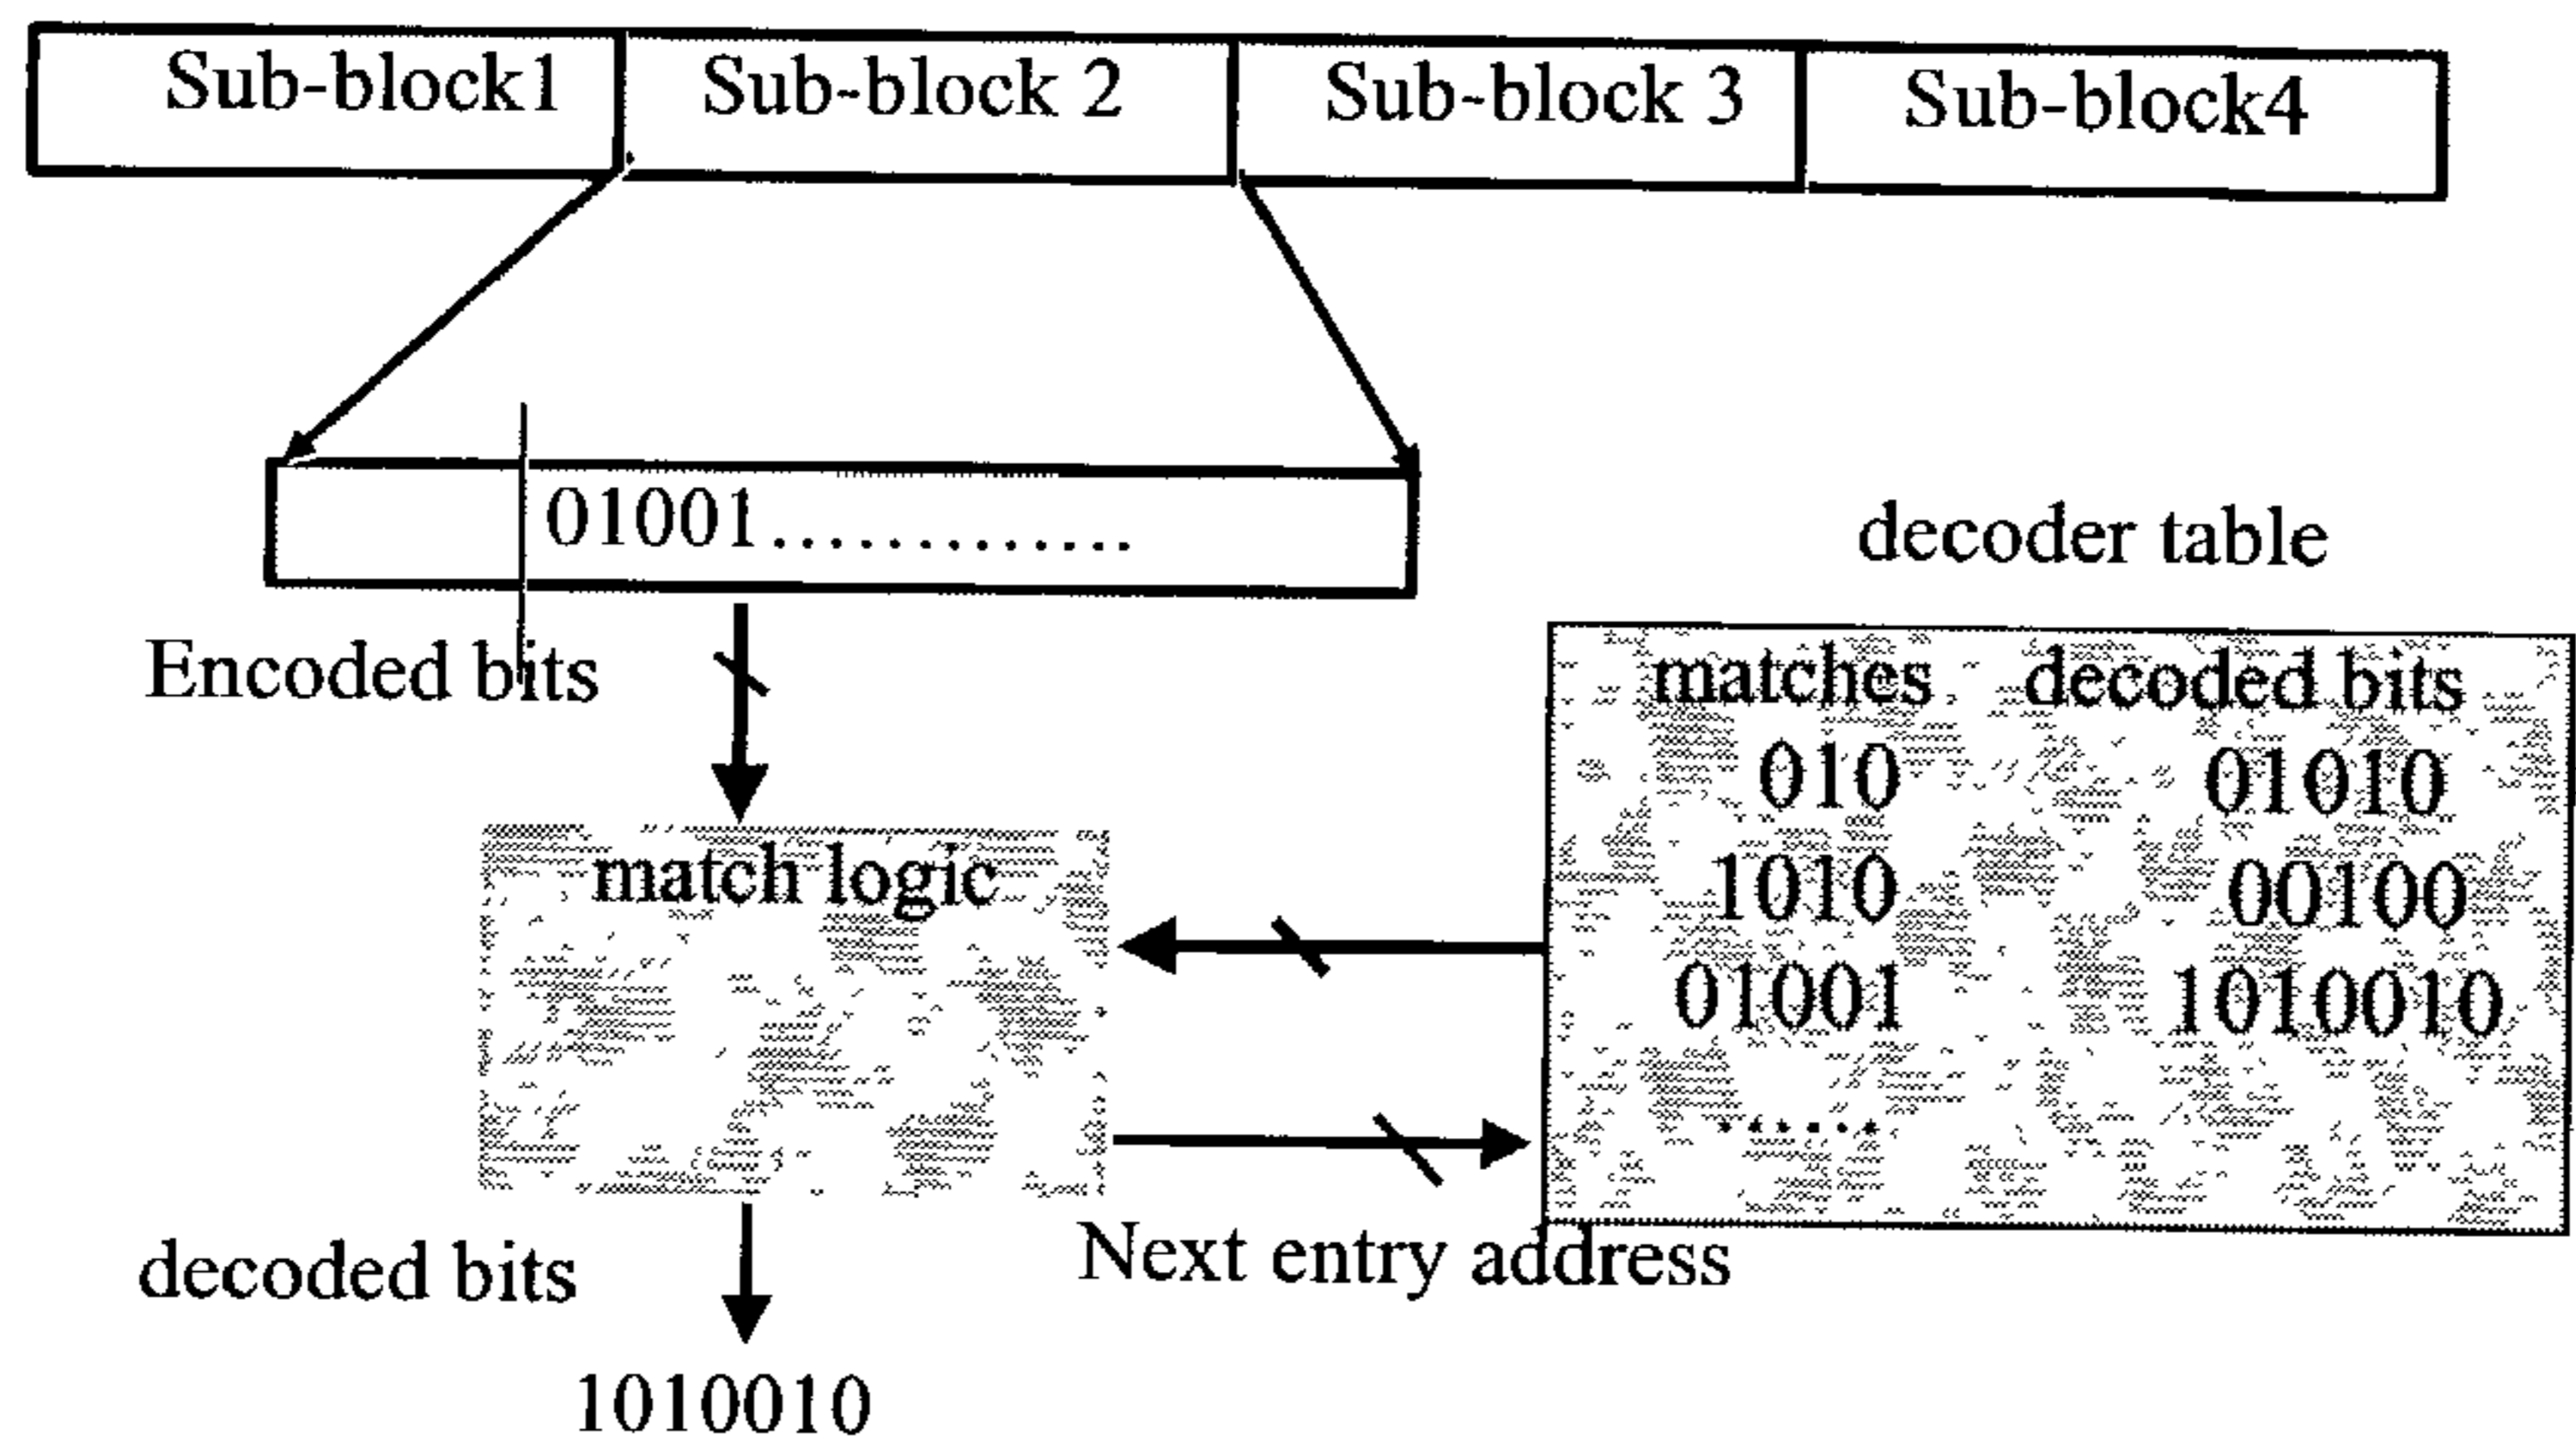 Sub-block1 Sub-block 2 Sub-block 3 Sub-block4
01001.............
decoder table
Encoded bits
matches decoded bits
010 01010
1010 00100
01001 1010010
......
match logic
Next entry address
decoded bits
1010010